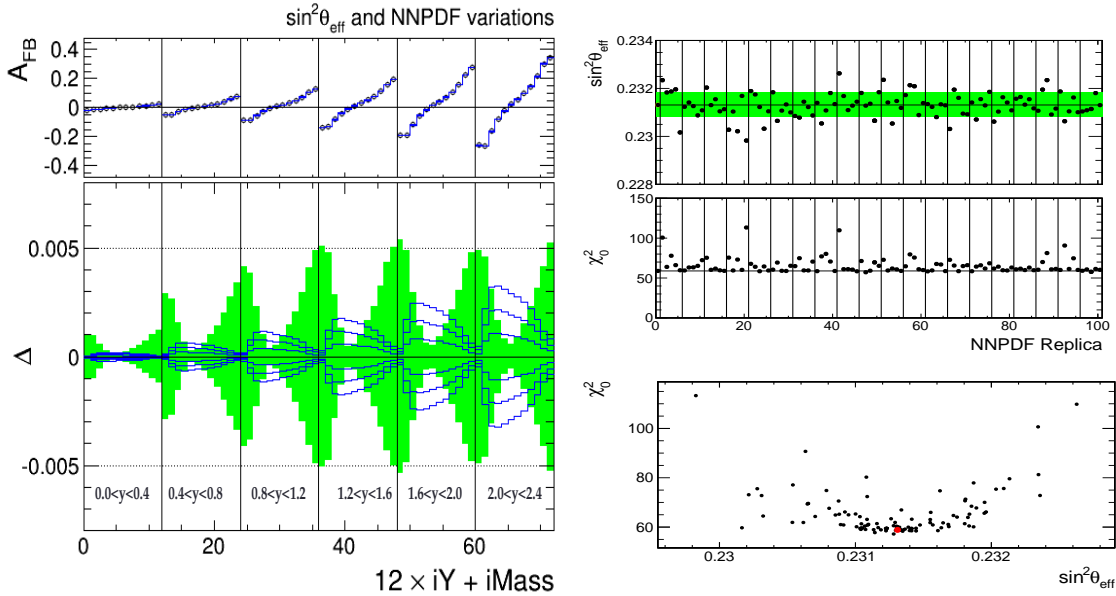 sin²θeff and NNPDF variations
AFB
0.4
0.2
0
-0.2
-0.4
Δ
0.005
0
-0.005
0.0<y<0.4
0.4<y<0.8
0.8<y<1.2
1.2<y<1.6
1.6<y<2.0
2.0<y<2.4
0
20
40
60
12 × iY + iMass
sin²θeff
0.234
0.232
0.23
0.228
χ²0
150
100
50
0
0
20
40
60
80
100
NNPDF Replica
χ²0
100
80
60
0.23
0.231
0.232
sin²θeff